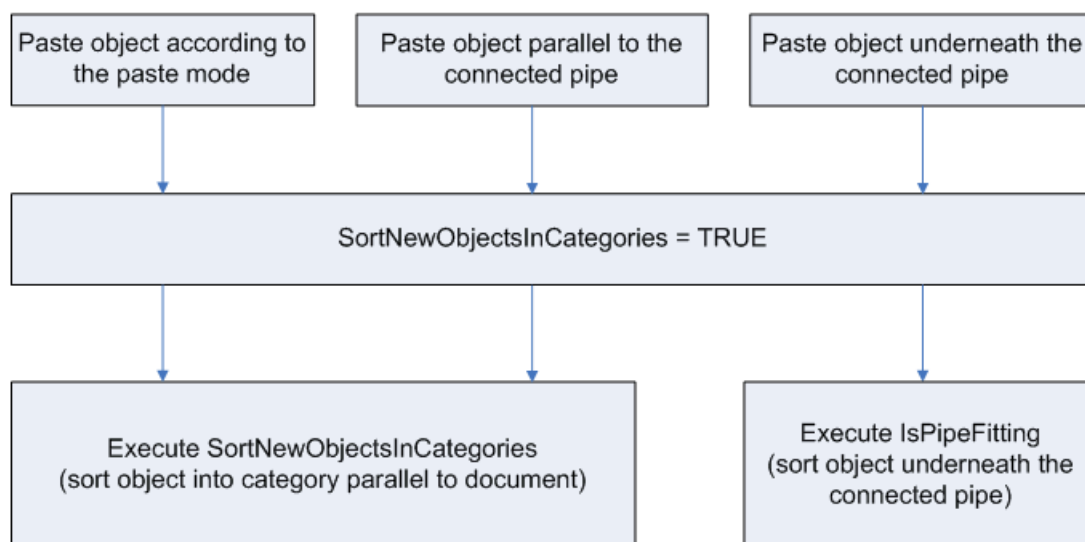 Paste object according to
the paste mode
Paste object parallel to the
connected pipe
Paste object underneath the
connected pipe
SortNewObjectsInCategories = TRUE
Execute SortNewObjectsInCategories
(sort object into category parallel to document)
Execute IsPipeFitting
(sort object underneath the
connected pipe)